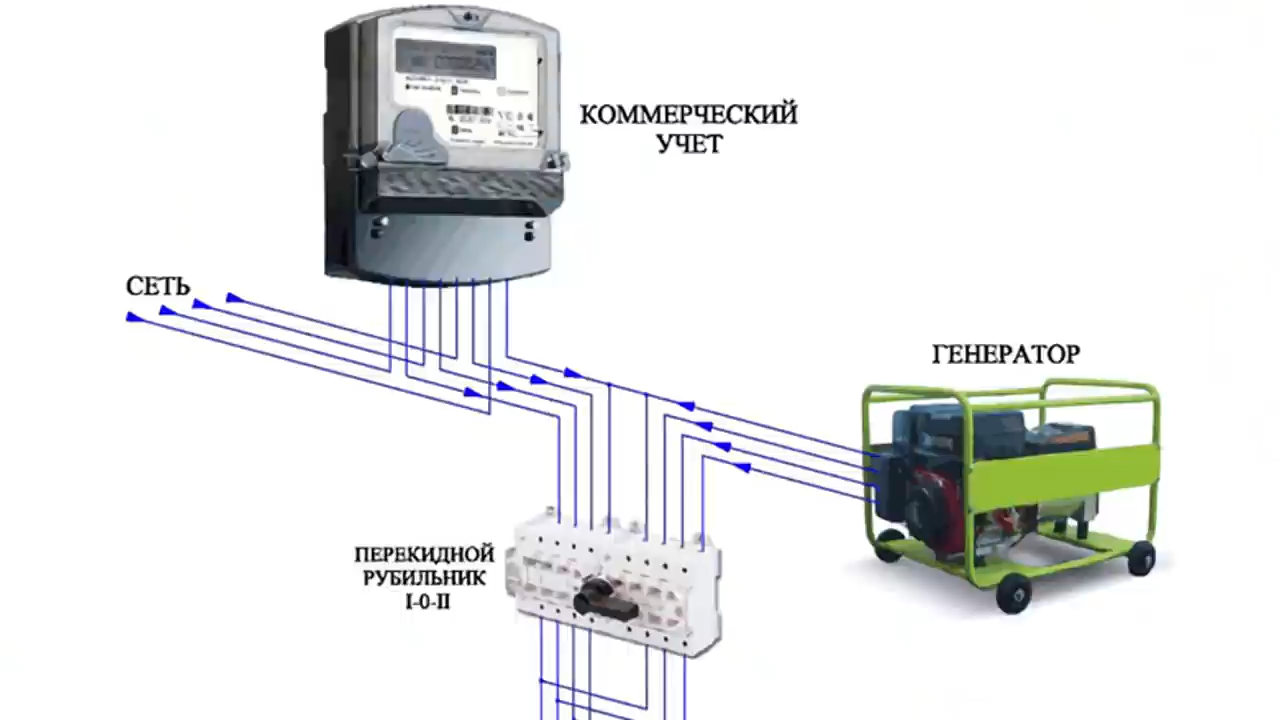 КОММЕРЧЕСКИЙ
УЧЕТ
СЕТЬ
ГЕНЕРАТОР
ПЕРЕКИДНОЙ
РУБИЛЬНИК
I-0-II